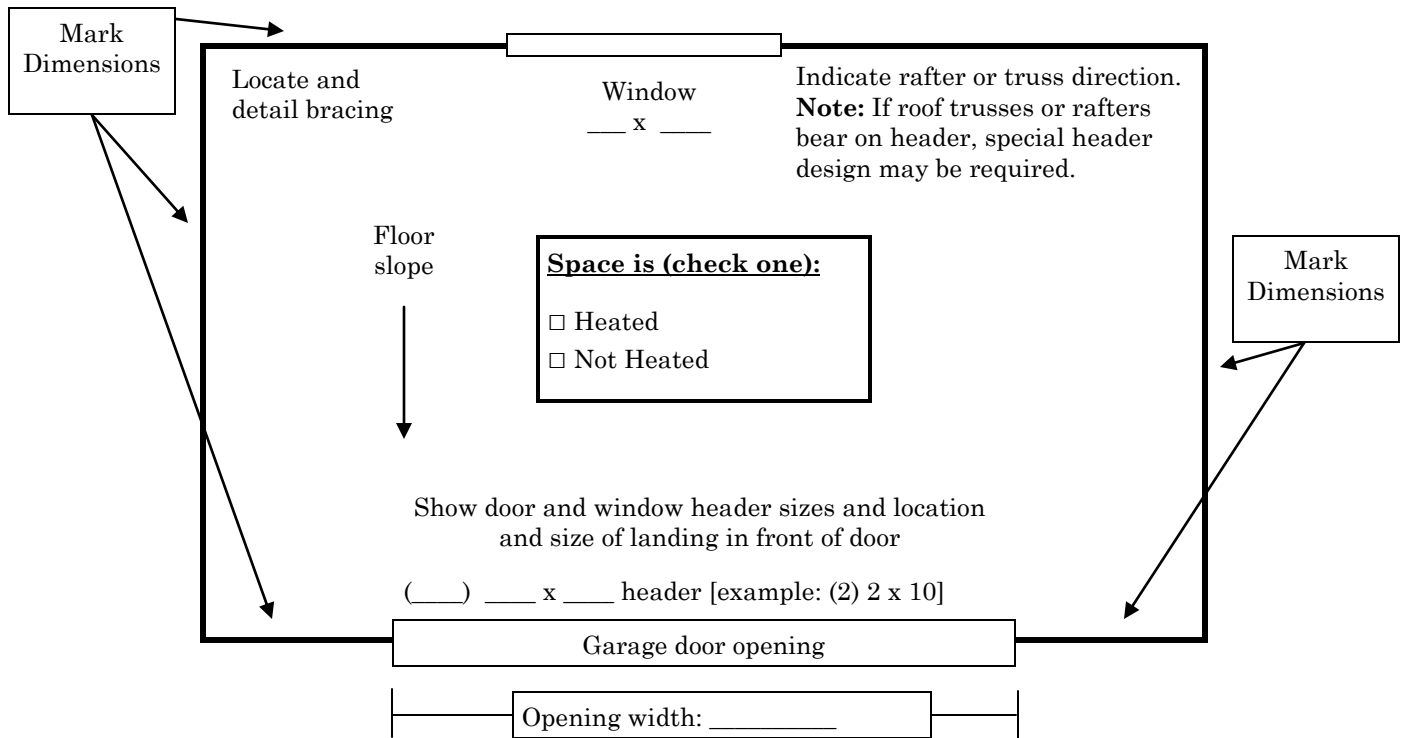 Mark
Dimensions
Locate and
detail bracing
Window
___ x ____
Indicate rafter or truss direction.
Note: If roof trusses or rafters
bear on header, special header
design may be required.
Floor
slope
Space is (check one):
□ Heated
□ Not Heated
Mark
Dimensions
Show door and window header sizes and location
and size of landing in front of door
(____) ____ x ____ header [example: (2) 2 x 10]
Garage door opening
Opening width: __________